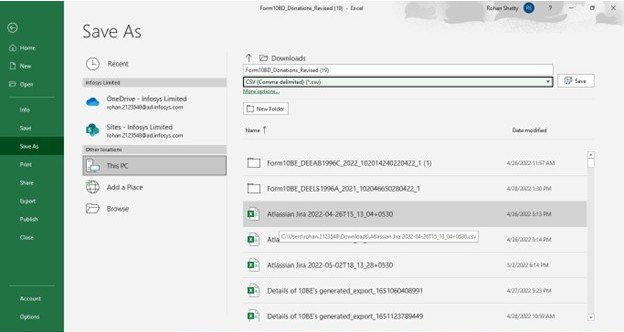 Form10BD_Donations_Revised (19) - Excel
Rohan Shetty
?
Save As
Home
New
Open
Info
Save
Save As
Print
Share
Export
Publish
Close
Account
Options
Recent
Infosys Limited
OneDrive - Infosys Limited
rohan.2123548@ad.infosys.com
Sites - Infosys Limited
rohan.2123548@ad.infosys.com
Other locations
This PC
Add a Place
Browse
Downloads
Form10BD_Donations_Revised (19)
CSV (Comma delimited) (*.csv)
Save
More options...
New Folder
Name
Date modified
Form10BE_DEEAB1996C_2022_102014240220422_1 (1)
4/26/2022 11:57 AM
Form10BE_DEELS1996A_2021_102046650280422_1
4/28/2022 1:30 PM
Atlassian Jira 2022-04-26T15_13_04+0530
4/26/2022 3:13 PM
Atla
C:\Users\rohan.2123548\Downloads\Atlassian Jira 2022-04-26T15_13_04+0530.csv
4/26/2022 3:14 PM
Atlassian Jira 2022-05-02T18_13_28+0530
5/2/2022 6:14 PM
Details of 10BE's generated_export_1651060408991
4/27/2022 5:23 PM
Details of 10BE's generated_export_1651123789449
4/28/2022 10:59 AM